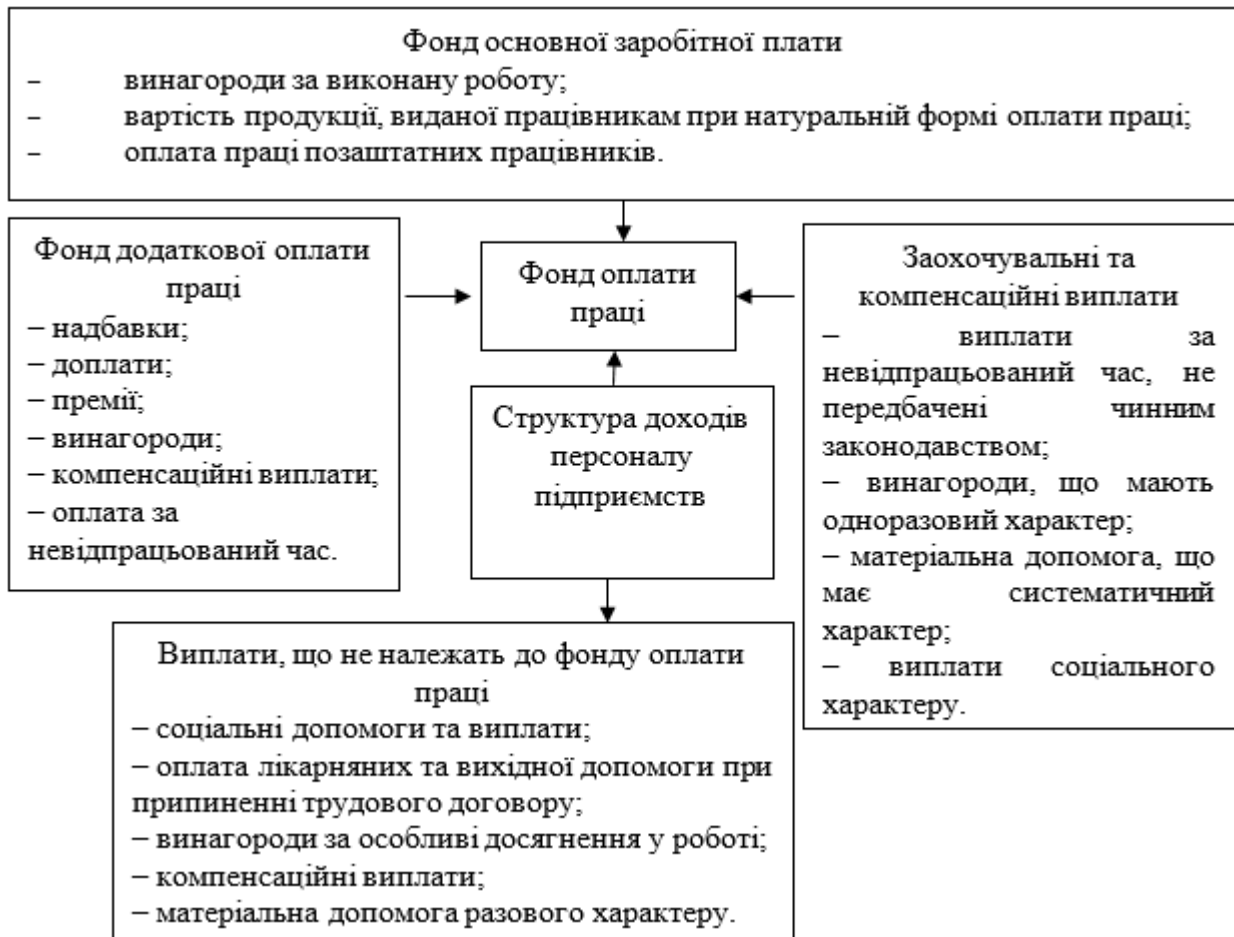 Фонд основної заробітної плати
- винагороди за виконану роботу;
- вартість продукції, виданої працівникам при натуральній формі оплати праці;
- оплата праці позаштатних працівників.
Фонд додаткової оплати
праці
– надбавки;
– доплати;
– премії;
– винагороди;
– компенсаційні виплати;
– оплата за
невідпрацьований час.
Фонд оплати
праці
Структура доходів
персоналу
підприємств
Заохочувальні та
компенсаційні виплати
– виплати за
невідпрацьований час, не
передбачені чинним
законодавством;
– винагороди, що мають
одноразовий характер;
– матеріальна допомога, що
має систематичний
характер;
– виплати соціального
характеру.
Виплати, що не належать до фонду оплати
праці
– соціальні допомоги та виплати;
– оплата лікарняних та вихідної допомоги при
припиненні трудового договору;
– винагороди за особливі досягнення у роботі;
– компенсаційні виплати;
– матеріальна допомога разового характеру.